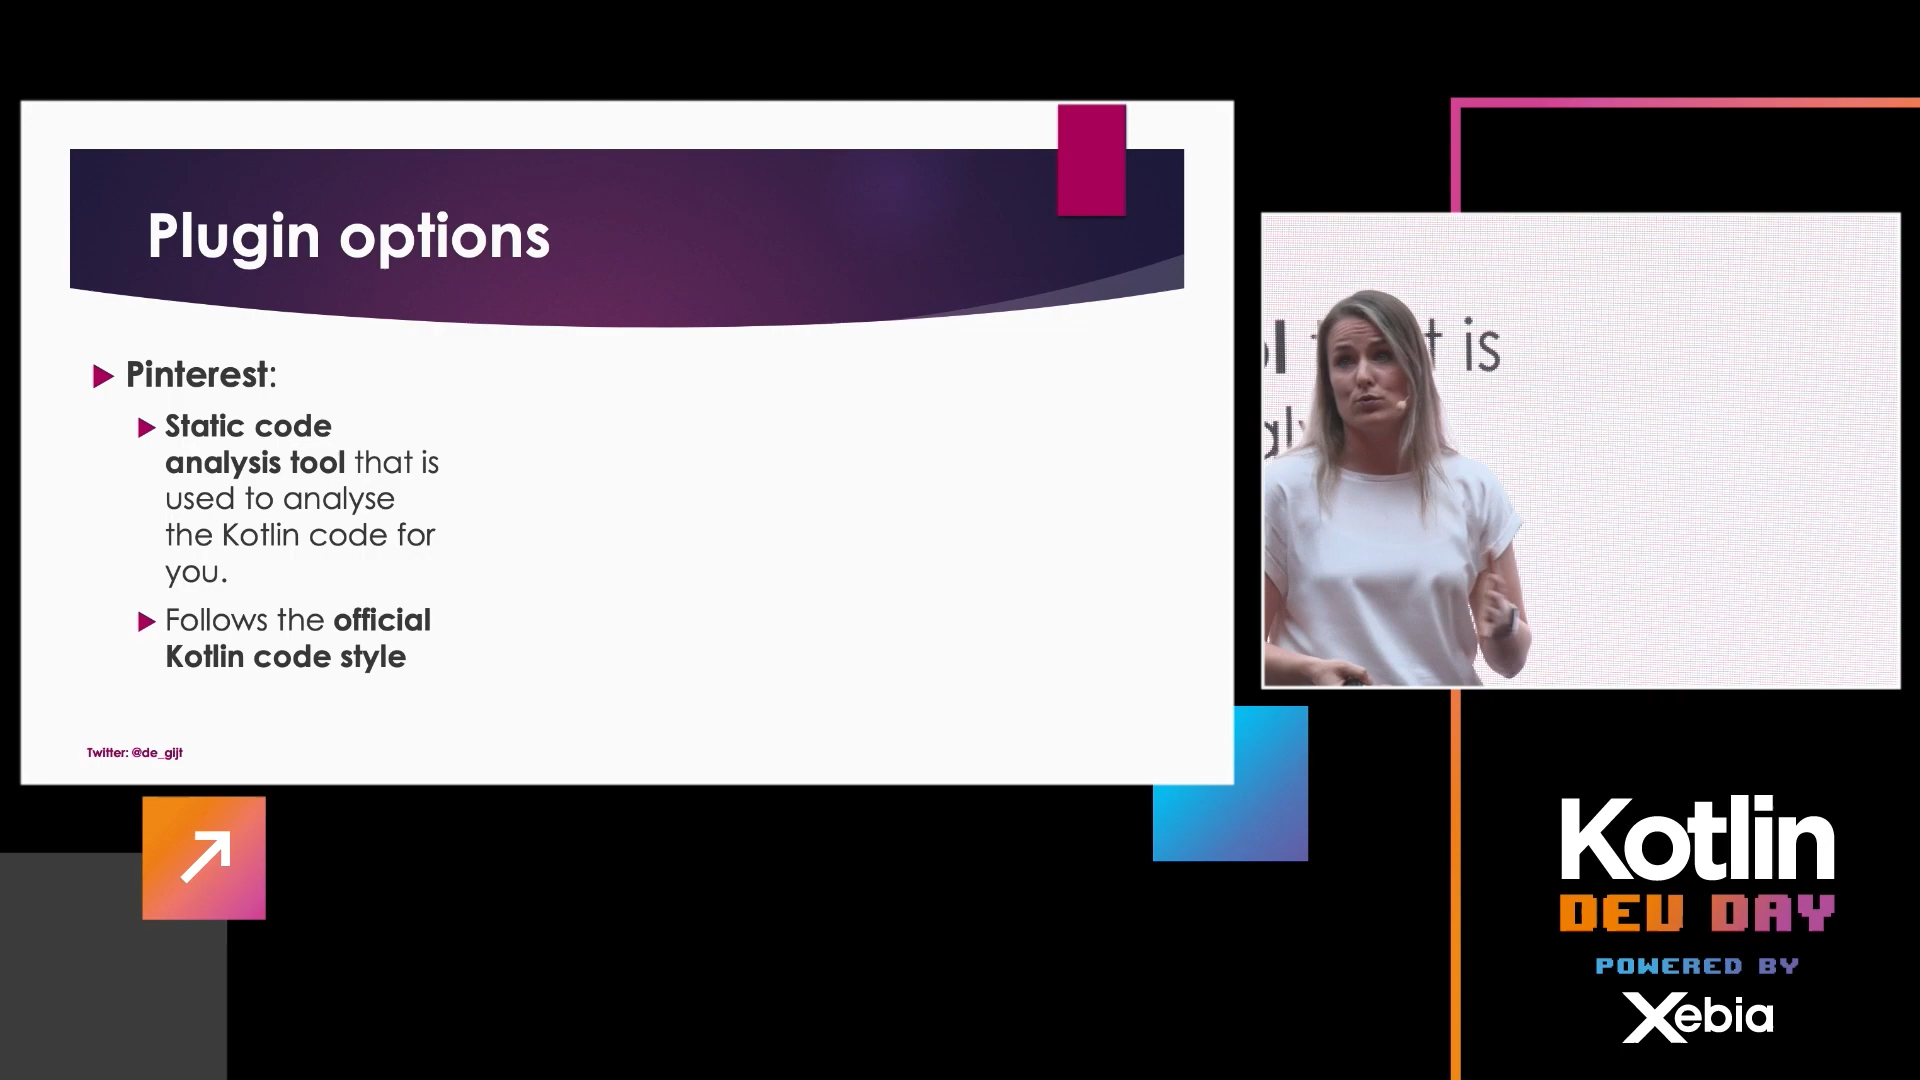 Plugin options
Pinterest:
Static code
analysis tool that is
used to analyse
the Kotlin code for
you.
Follows the official
Kotlin code style
Twitter: @de_gijt
is
Kotlin
DEV DAY
POWERED BY
Xebia